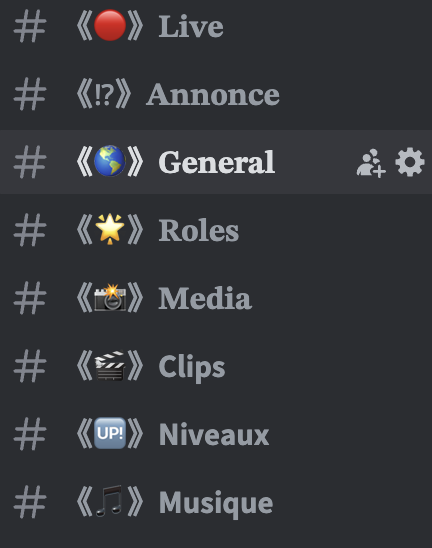 # 《🔴》 Live
# 《⁉》 Annonce
# 《🌎》 General
# 《🌟》 Roles
# 《📸》 Media
# 《🎬》 Clips
# 《🆙》 Niveaux
# 《🎵》 Musique